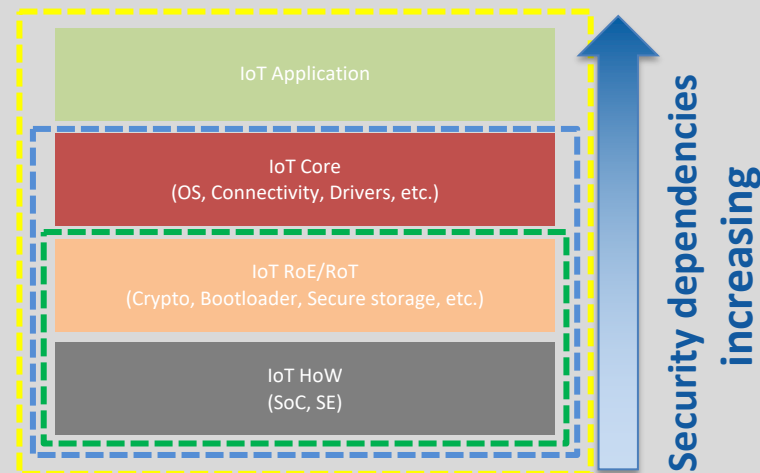 IoT Application
IoT Core
(OS, Connectivity, Drivers, etc.)
IoT RoE/RoT
(Crypto, Bootloader, Secure storage, etc.)
IoT HoW
(SoC, SE)
Security dependencies
increasing